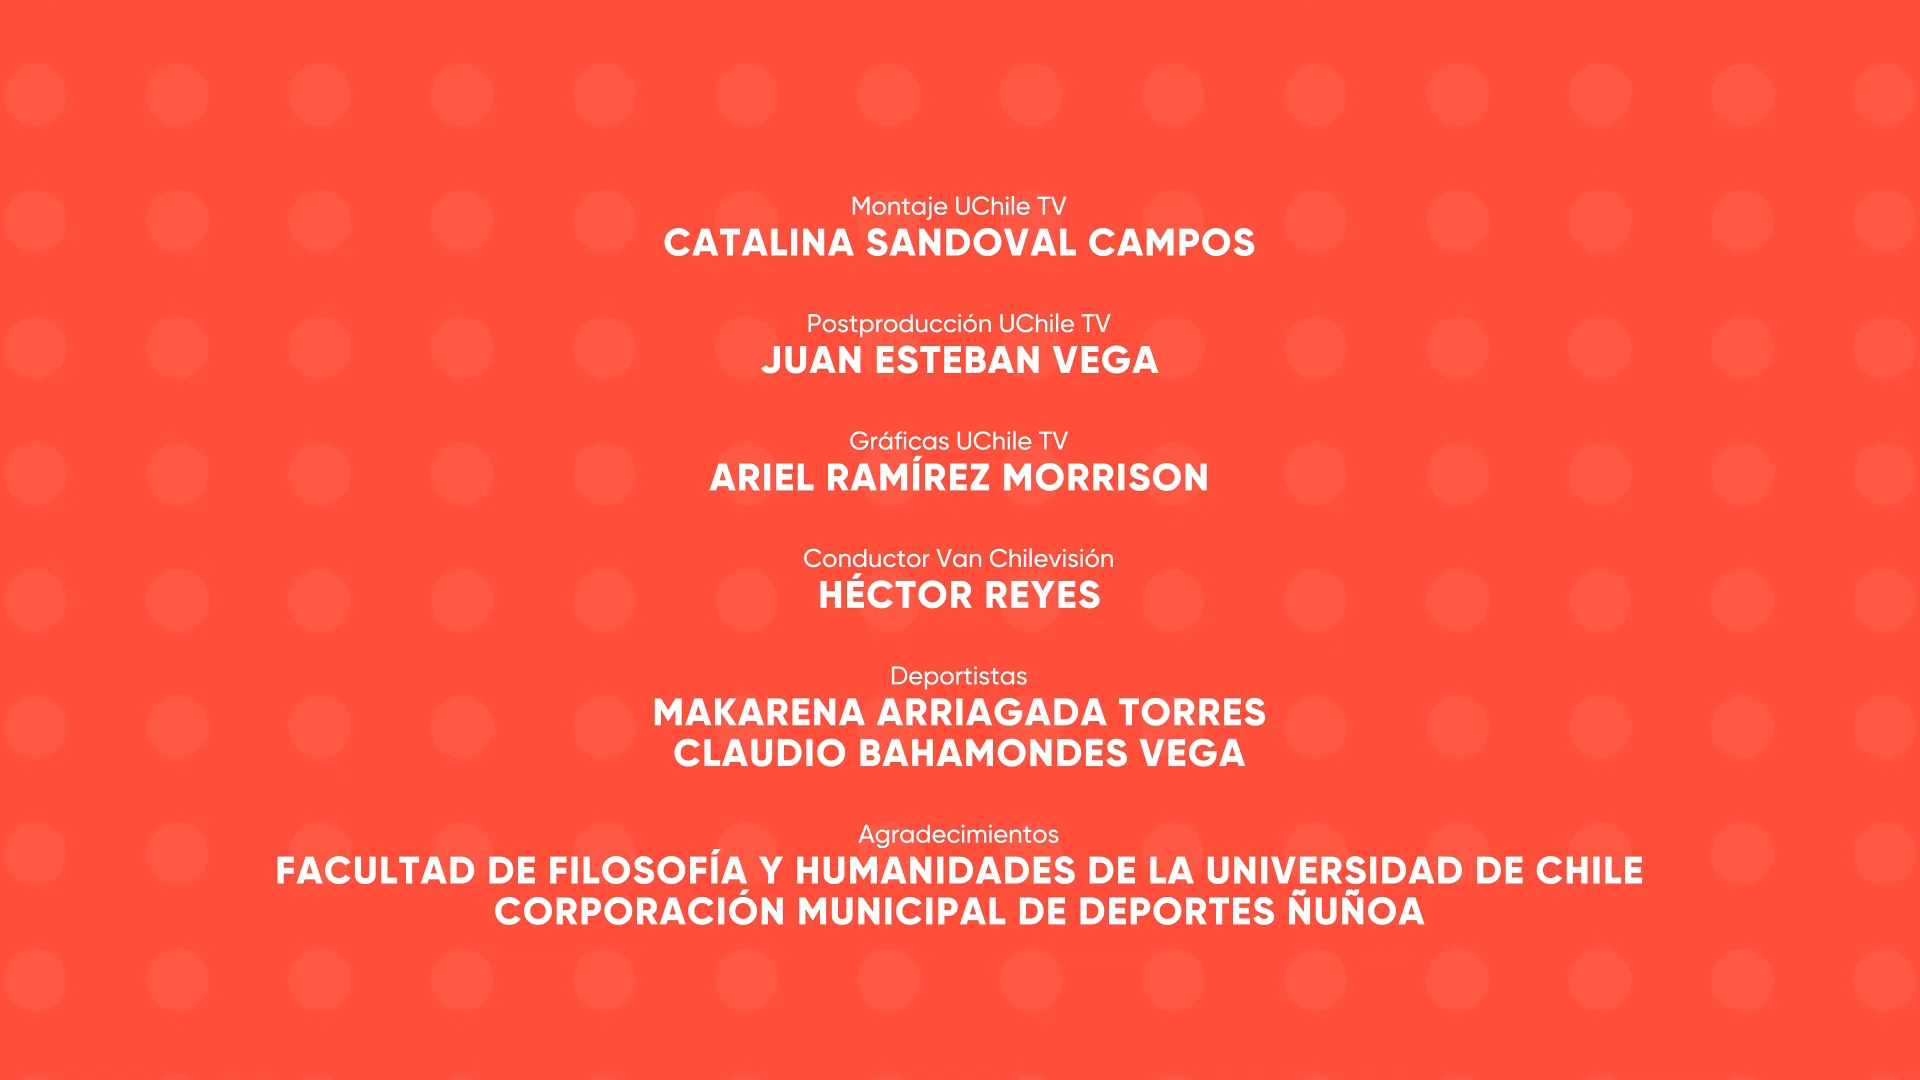 Montaje UChile TV
CATALINA SANDOVAL CAMPOS
Postproducción UChile TV
JUAN ESTEBAN VEGA
Gráficas UChile TV
ARIEL RAMÍREZ MORRISON
Conductor Van Chilevisión
HÉCTOR REYES
Deportistas
MAKARENA ARRIAGADA TORRES
CLAUDIO BAHAMONDES VEGA
Agradecimientos
FACULTAD DE FILOSOFÍA Y HUMANIDADES DE LA UNIVERSIDAD DE CHILE
CORPORACIÓN MUNICIPAL DE DEPORTES ÑUÑOA